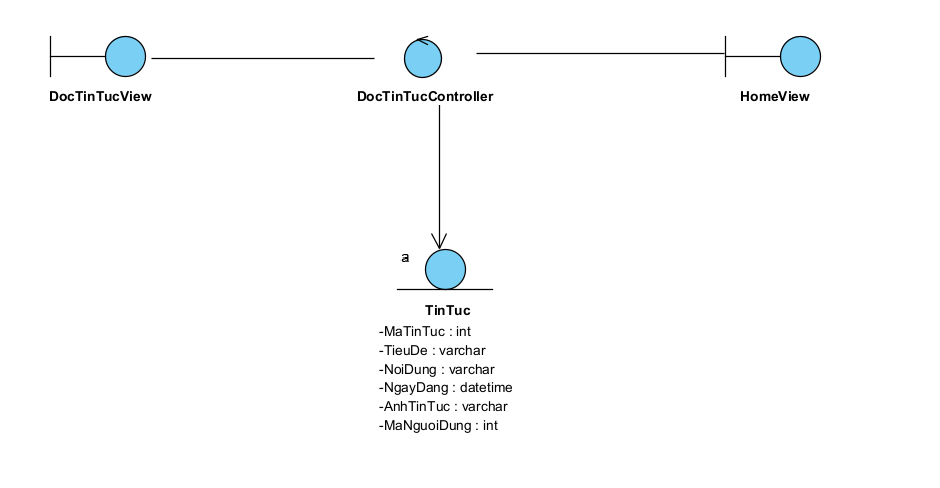 DocTinTucView
DocTinTucController
HomeView
a
TinTuc
-MaTinTuc : int
-TieuDe : varchar
-NoiDung : varchar
-NgayDang : datetime
-AnhTinTuc : varchar
-MaNguoiDung : int